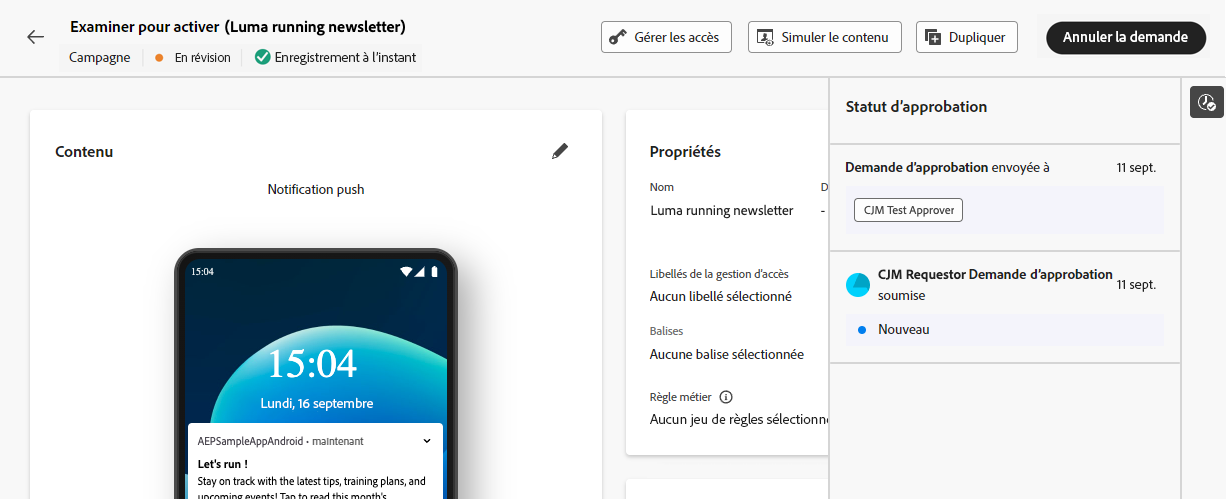 Examiner pour activer (Luma running newsletter)
Campagne
En révision
Enregistrement à l'instant
Gérer les accès
Simuler le contenu
Dupliquer
Annuler la demande
Contenu
Notification push
15:04
15:04
Lundi, 16 septembre
AEPSampleAppAndroid • maintenant
Let's run !
Stay on track with the latest tips, training plans, and
upcoming events! Tap to read this month's
Propriétés
Nom
D
Luma running newsletter
-
Libellés de la gestion d'accès
Aucun libellé sélectionné
Balises
Aucune balise sélectionnée
Règle métier
Aucun jeu de règles sélectionné
Statut d'approbation
Demande d'approbation envoyée à
11 sept.
CJM Test Approver
CJM Requestor Demande d'approbation
soumise
11 sept.
Nouveau